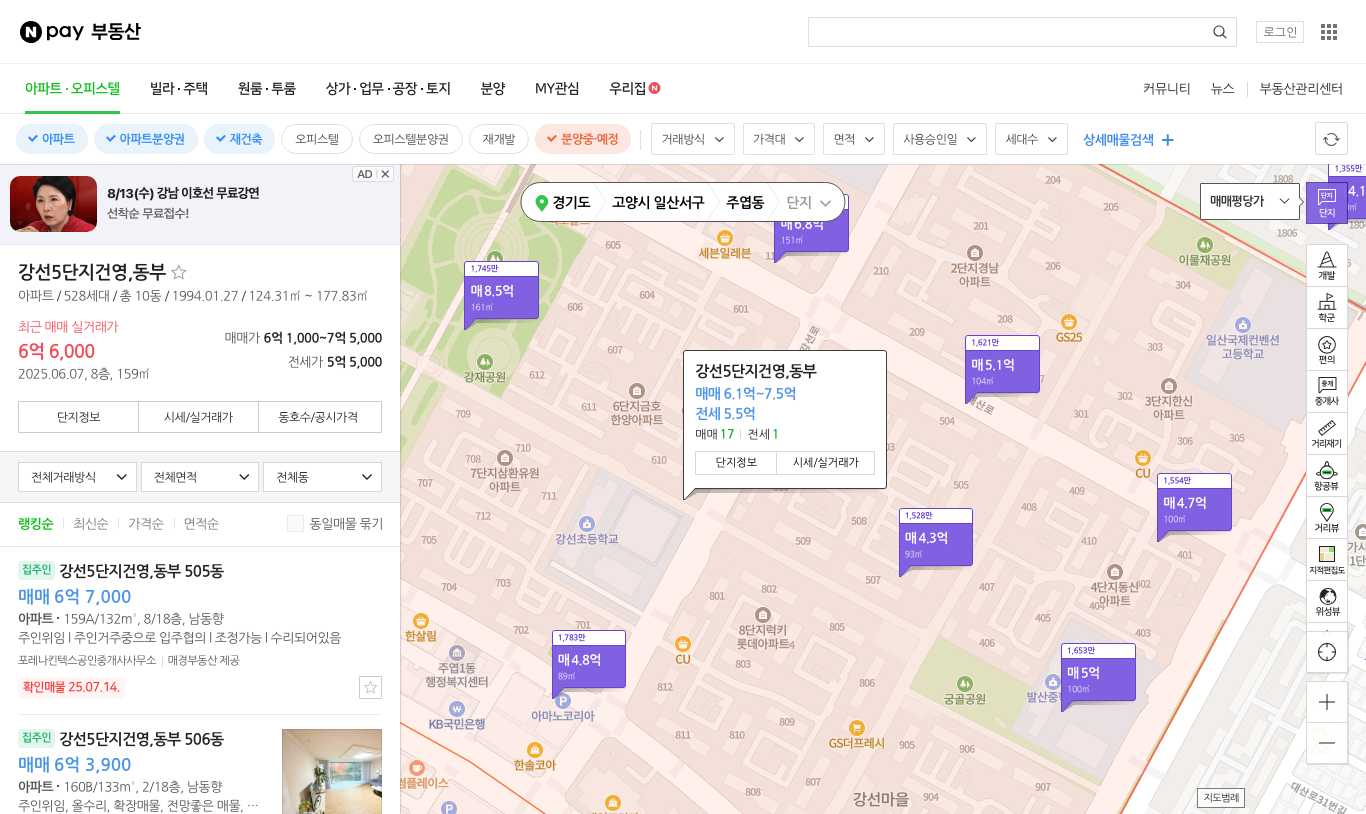 N pay 부동산
로그인
아파트 · 오피스텔
빌라 · 주택
원룸 · 투룸
상가 · 업무 · 공장 · 토지
분양
MY관심
우리집 N
커뮤니티
뉴스
부동산관리센터
아파트
아파트분양권
재건축
오피스텔
오피스텔분양권
재개발
분양중·예정
거래방식
가격대
면적
사용승인일
세대수
상세매물검색
AD
8/13(수) 강남 이호선 무료강연
선착순 무료접수!
강선5단지건영,동부
아파트 / 528세대 / 총 10동 / 1994.01.27 / 124.31㎡ ~ 177.83㎡
최근 매매 실거래가
6억 6,000
2025.06.07, 8층, 159㎡
매매가 6억 1,000~7억 5,000
전세가 5억 5,000
단지정보
시세/실거래가
동호수/공시가격
전체거래방식
전체면적
전체동
랭킹순
최신순
가격순
면적순
동일매물 묶기
집주인 강선5단지건영,동부 505동
매매 6억 7,000
아파트 · 159A/132㎡, 8/18층, 남동향
주인위임 l 주인거주중으로 입주협의 l 조정가능 l 수리되어있음
포레나킨텍스공인중개사사무소
매경부동산 제공
확인매물 25.07.14.
집주인 강선5단지건영,동부 506동
매매 6억 3,900
아파트 · 160B/133㎡, 2/18층, 남동향
주인위임, 올수리, 확장매물, 전망좋은 매물, …
경기도
고양시 일산서구
주엽동
단지
매매평당가
단지
단지
개발
학군
편의
중개
중개사
거리재기
항공뷰
거리뷰
지적편집도
위성뷰
지도범례
1,355만
1808
1806
1804
매6.8억
151㎡
세븐일레븐
201
2단지경남
아파트
이물재공원
1,745만
매8.5억
161㎡
604
606
601
210
206
208
209
GS25
일산국제컨벤션
고등학교
303
강재공원
611
709
6단지금호
한양아파트
1,621만
매5.1억
104㎡
3단지한신
아파트
301
302
306
305
504
강선5단지건영,동부
매매 6.1억~7.5억
전세 5.5억
매매 17
전세 1
단지정보
시세/실거래가
7단지삼환유원
아파트
610
707
711
712
705
704
703
강선초등학교
CU
409
410
401
505
508
509
507
1,554만
매4.7억
100㎡
1,528만
매4.3억
93㎡
4단지동신
아파트
407
405
404
801
802
8단지럭키
롯데아파트
803
812
811
810
809
807
한살림
주엽1동
행정복지센터
KB국민은행
1,783만
매4.8억
89㎡
아마노코리아
CU
한솔코아
1,653만
매5억
100㎡
궁골공원
902
GS더프레시
905
906
904
903
강선마을
대산로31번길